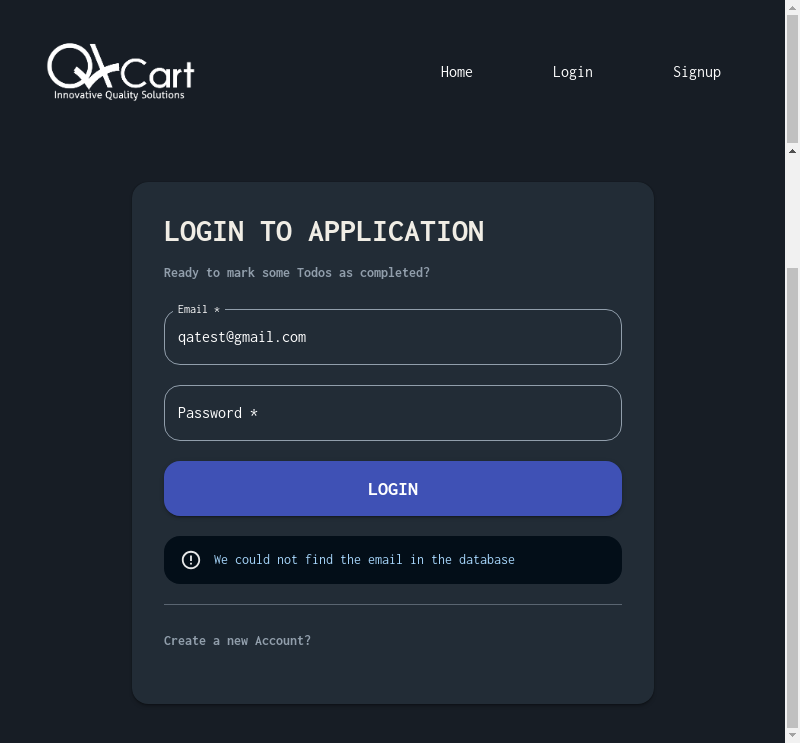 QACart
Innovative Quality Solutions
Home Login Signup
LOGIN TO APPLICATION
Ready to mark some Todos as completed?
Email *
qatest@gmail.com
Password *
LOGIN
We could not find the email in the database
Create a new Account?